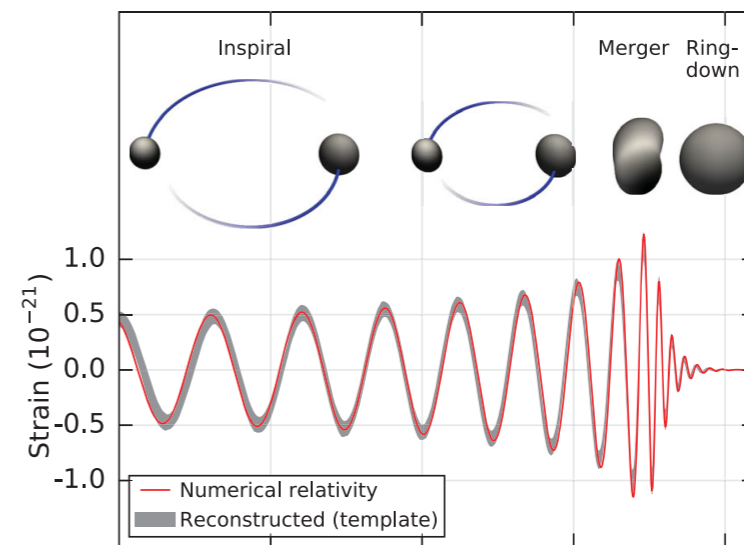 Inspiral
Merger
Ring-
down
Strain (10⁻²¹)
1.0
0.5
0.0
-0.5
-1.0
Numerical relativity
Reconstructed (template)